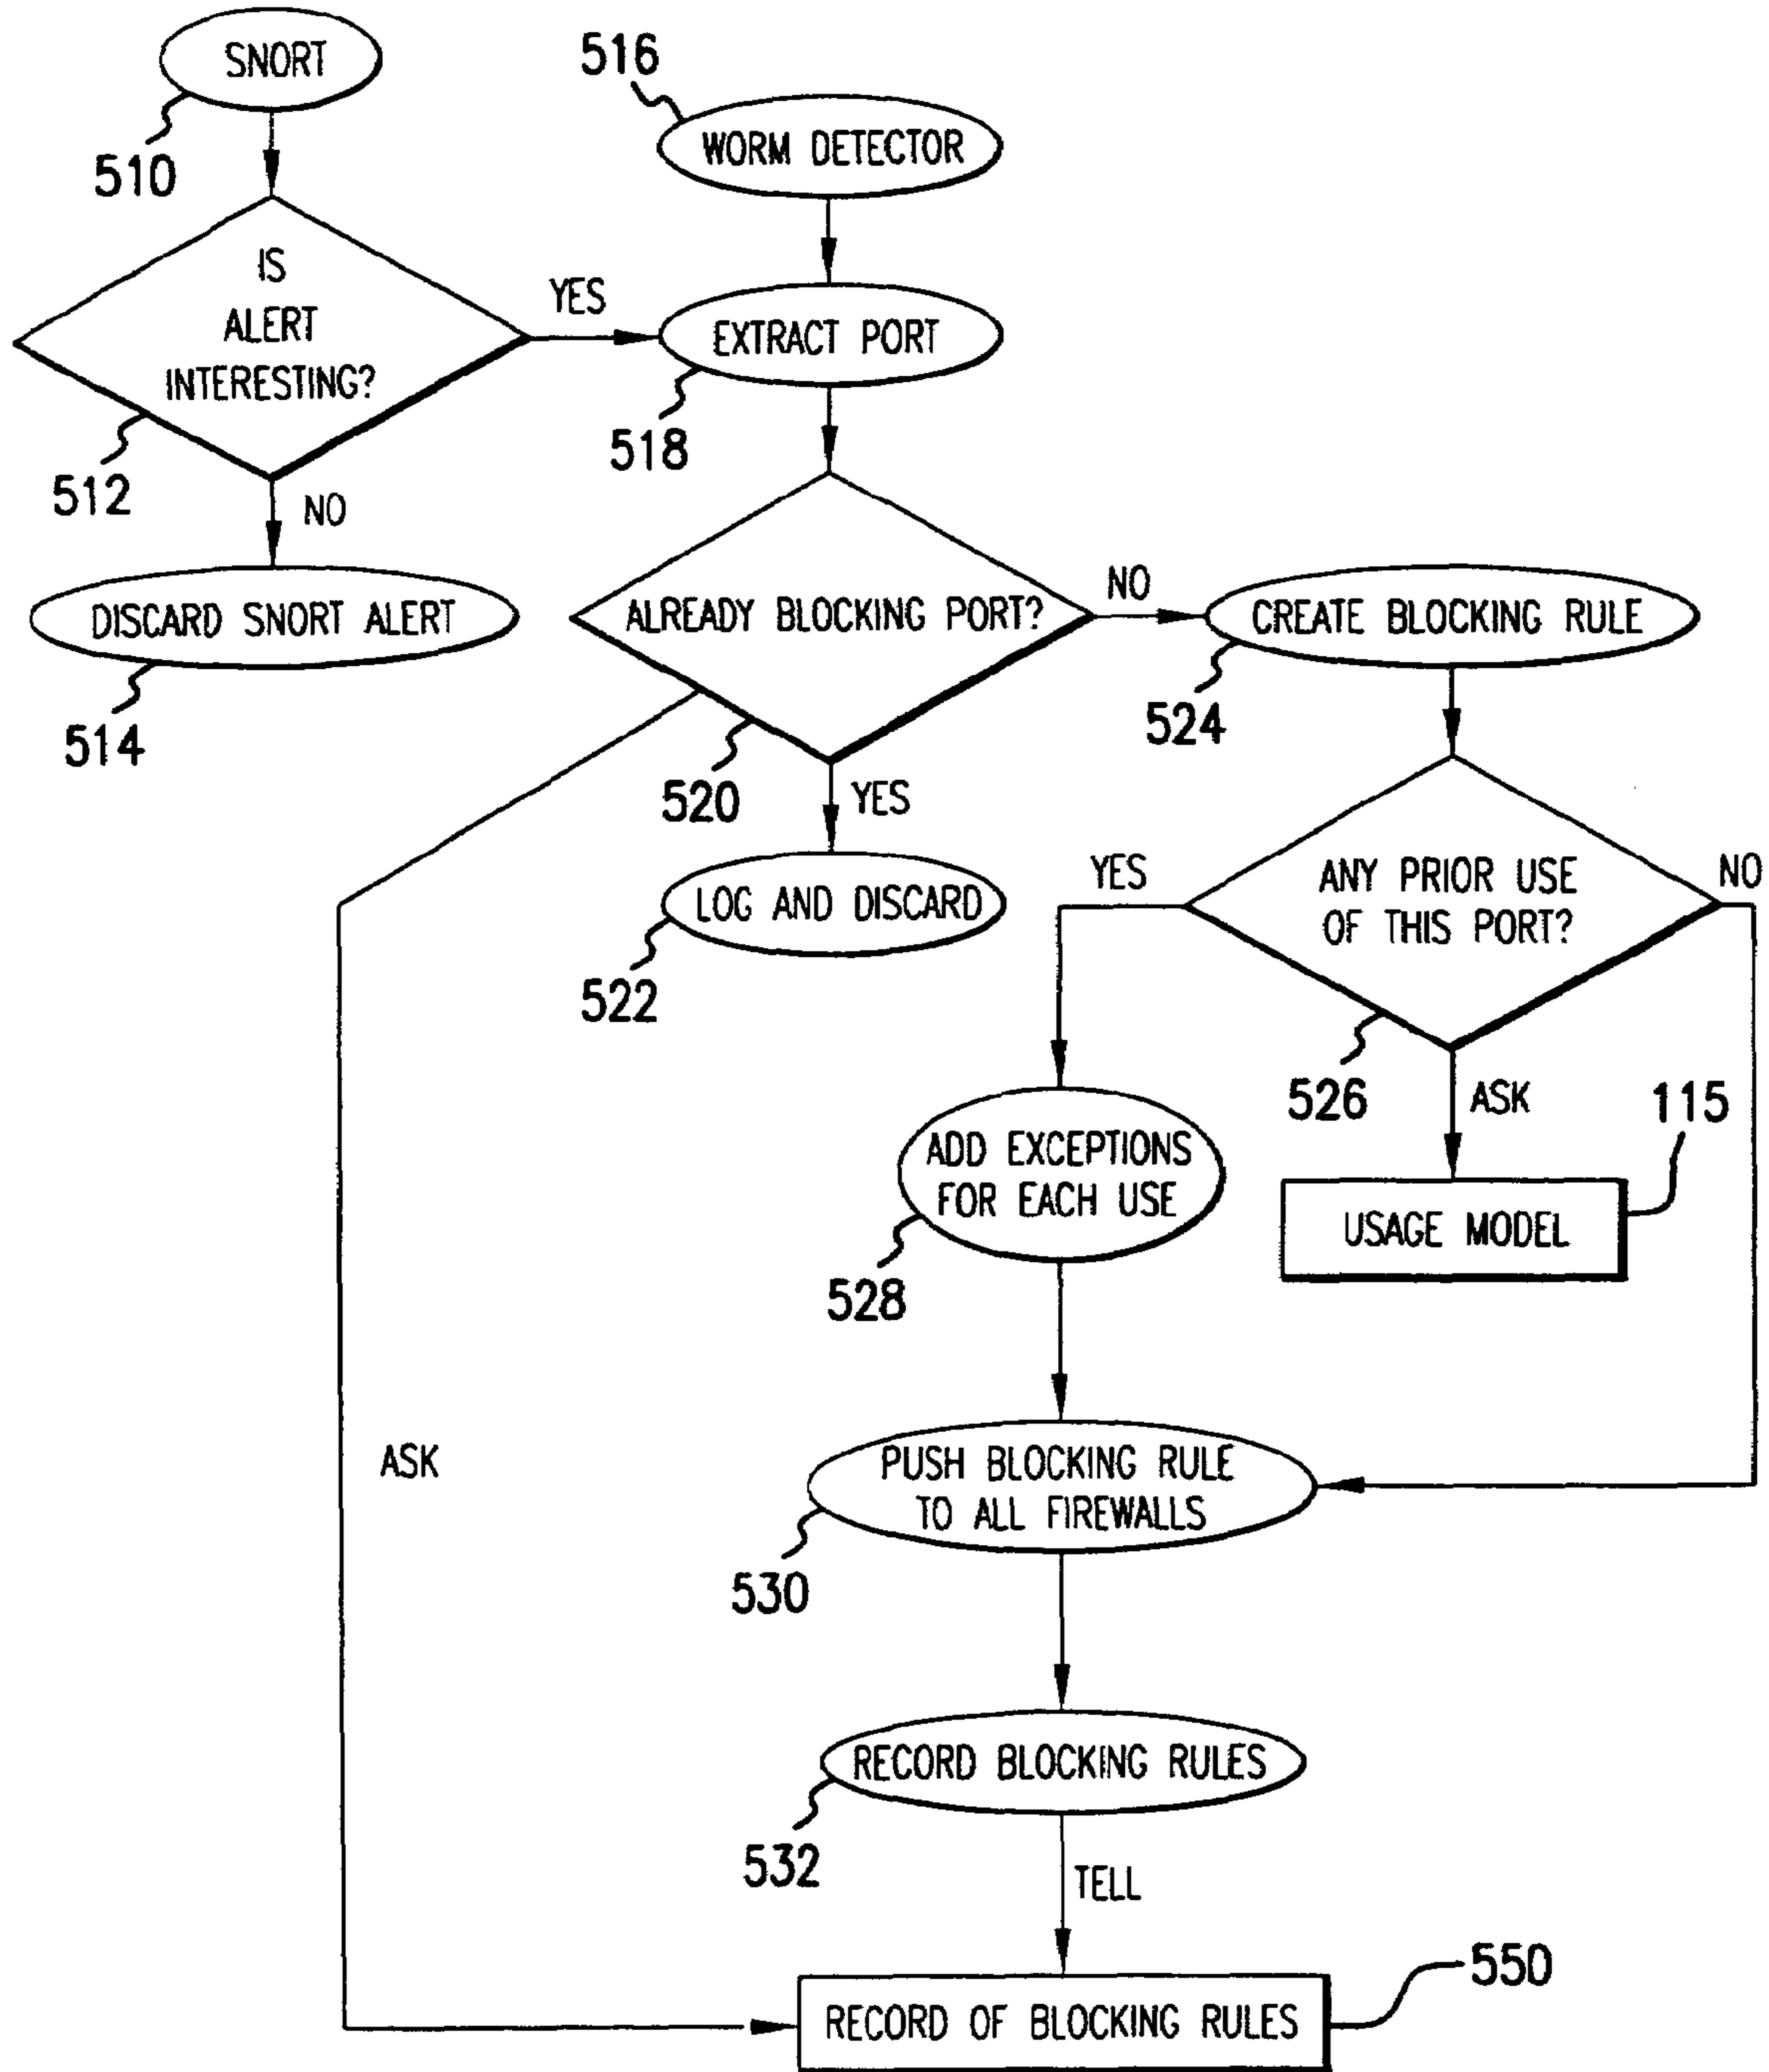 SNORT
510
516
WORM DETECTOR
IS
ALERT
INTERESTING?
512
YES
EXTRACT PORT
518
NO
DISCARD SNORT ALERT
514
ALREADY BLOCKING PORT?
520
NO
CREATE BLOCKING RULE
524
YES
LOG AND DISCARD
522
YES
ANY PRIOR USE
OF THIS PORT?
NO
526
ASK
115
USAGE MODEL
ADD EXCEPTIONS
FOR EACH USE
528
ASK
PUSH BLOCKING RULE
TO ALL FIREWALLS
530
RECORD BLOCKING RULES
532
TELL
550
RECORD OF BLOCKING RULES